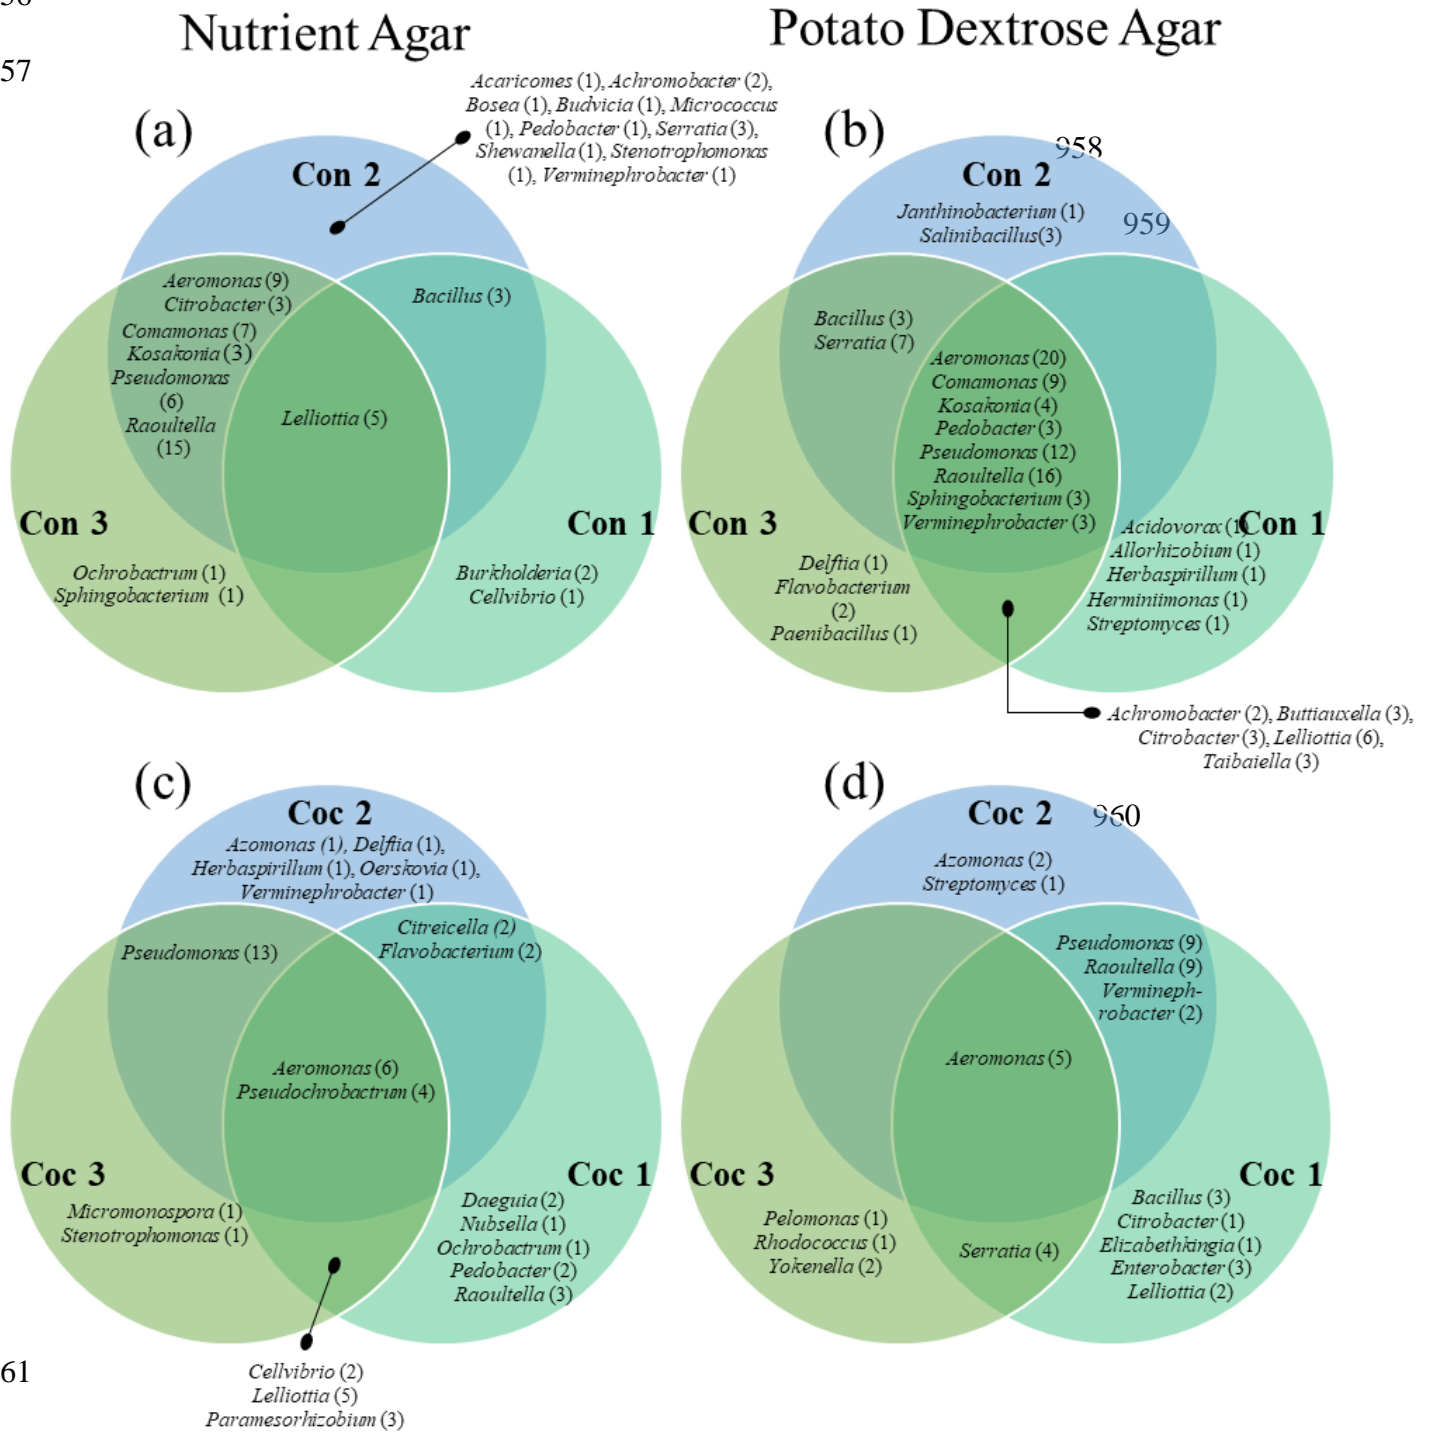 Nutrient Agar
Potato Dextrose Agar
57
(a)
Con 2
Acaricomes (1), Achromobacter (2),
Bosea (1), Budvicia (1), Micrococcus
(1), Pedobacter (1), Serratia (3),
Shewanella (1), Stenotrophomonas
(1), Verminephrobacter (1)
Aeromonas (9)
Citrobacter (3)
Comamonas (7)
Kosakonia (3)
Pseudomonas
(6)
Raoultella
(15)
Bacillus (3)
Lelliottia (5)
Con 3
Ochrobactrum (1)
Sphingobacterium (1)
Con 1
Burkholderia (2)
Cellvibrio (1)
(b)
958
Con 2
Janthinobacterium (1)
Salinibacillus(3)
959
Bacillus (3)
Serratia (7)
Aeromonas (20)
Comamonas (9)
Kosakonia (4)
Pedobacter (3)
Pseudomonas (12)
Raoultella (16)
Sphingobacterium (3)
Verminephrobacter (3)
Con 3
Delftia (1)
Flavobacterium
(2)
Paenibacillus (1)
Con 1
Acidovorax (1)
Allorhizobium (1)
Herbaspirillum (1)
Herminiimonas (1)
Streptomyces (1)
Achromobacter (2), Buttiauxella (3),
Citrobacter (3), Lelliottia (6),
Taibaiella (3)
(c)
Coc 2
Azomonas (1), Delftia (1),
Herbaspirillum (1), Oerskovia (1),
Verminephrobacter (1)
Pseudomonas (13)
Citreicella (2)
Flavobacterium (2)
Aeromonas (6)
Pseudochrobactrum (4)
Coc 3
Micromonospora (1)
Stenotrophomonas (1)
Coc 1
Daeguia (2)
Nubsella (1)
Ochrobactrum (1)
Pedobacter (2)
Raoultella (3)
Cellvibrio (2)
Lelliottia (5)
Paramesorhizobium (3)
61
(d)
Coc 2
960
Azomonas (2)
Streptomyces (1)
Pseudomonas (9)
Raoultella (9)
Vermineph-
robacter (2)
Aeromonas (5)
Coc 3
Pelomonas (1)
Rhodococcus (1)
Yokenella (2)
Serratia (4)
Coc 1
Bacillus (3)
Citrobacter (1)
Elizabethkingia (1)
Enterobacter (3)
Lelliottia (2)